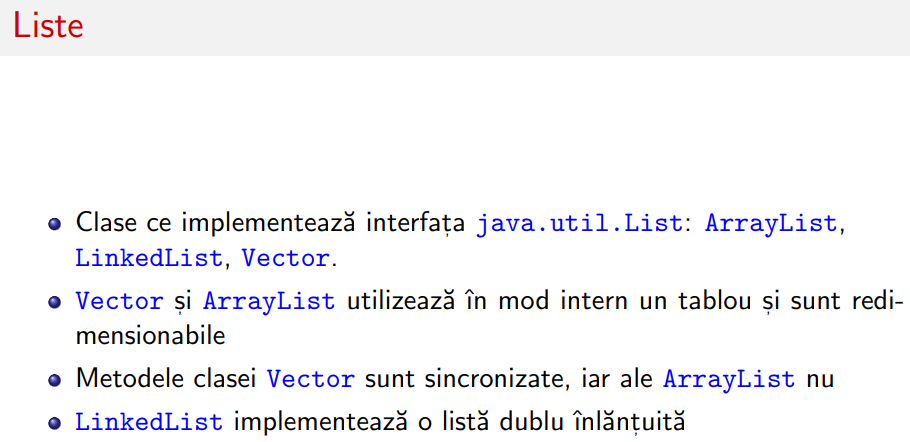 Liste
Clase ce implementează interfața java.util.List: ArrayList,
LinkedList, Vector.
Vector și ArrayList utilizează în mod intern un tablou și sunt redi-
mensionabile
Metodele clasei Vector sunt sincronizate, iar ale ArrayList nu
LinkedList implementează o listă dublu înlănțuită